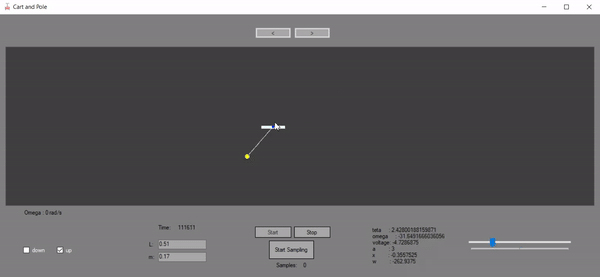 Cart and Pole
< >
Omega : 0 rad/s
Time: 111611
down up
L: 0.51
m: 0.17
Start Stop
Start Sampling
Samples: 0
teta : 2.42800188159871
omega : -31.8491666036096
voltage: -4.7286875
a : 3
x : -0.3557525
w : -262.9375